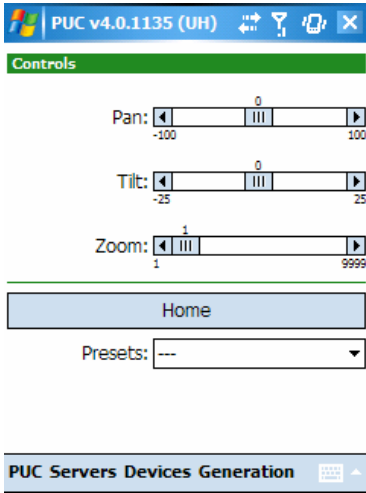 PUC v4.0.1135 (UH)
Controls
0
Pan:
-100 100
0
Tilt:
-25 25
1
Zoom:
1 9999
Home
Presets: ---
PUC Servers Devices Generation